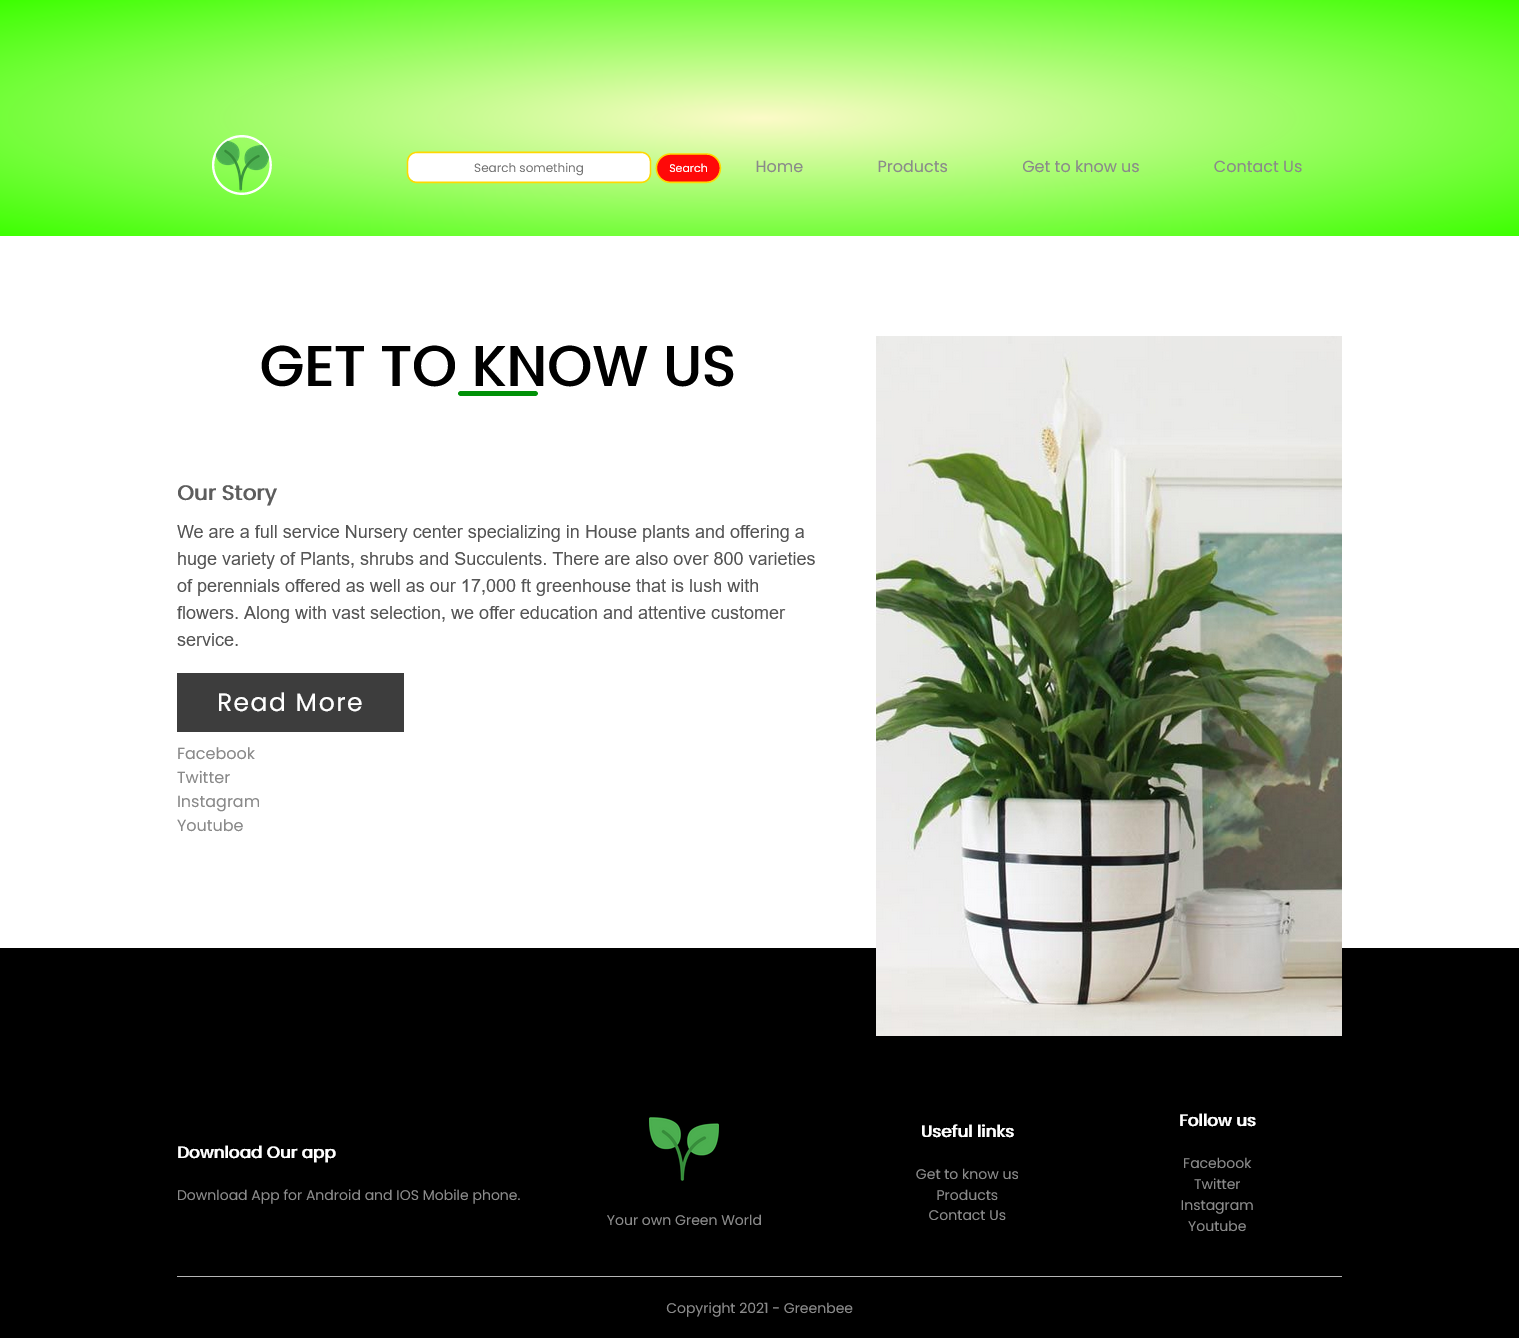 Search something
Search
Home
Products
Get to know us
Contact Us
GET TO KNOW US
Our Story
We are a full service Nursery center specializing in House plants and offering a
huge variety of Plants, shrubs and Succulents. There are also over 800 varieties
of perennials offered as well as our 17,000 ft greenhouse that is lush with
flowers. Along with vast selection, we offer education and attentive customer
service.
Read More
Facebook
Twitter
Instagram
Youtube
Download Our app
Download App for Android and IOS Mobile phone.
Your own Green World
Useful links
Get to know us
Products
Contact Us
Follow us
Facebook
Twitter
Instagram
Youtube
Copyright 2021 - Greenbee